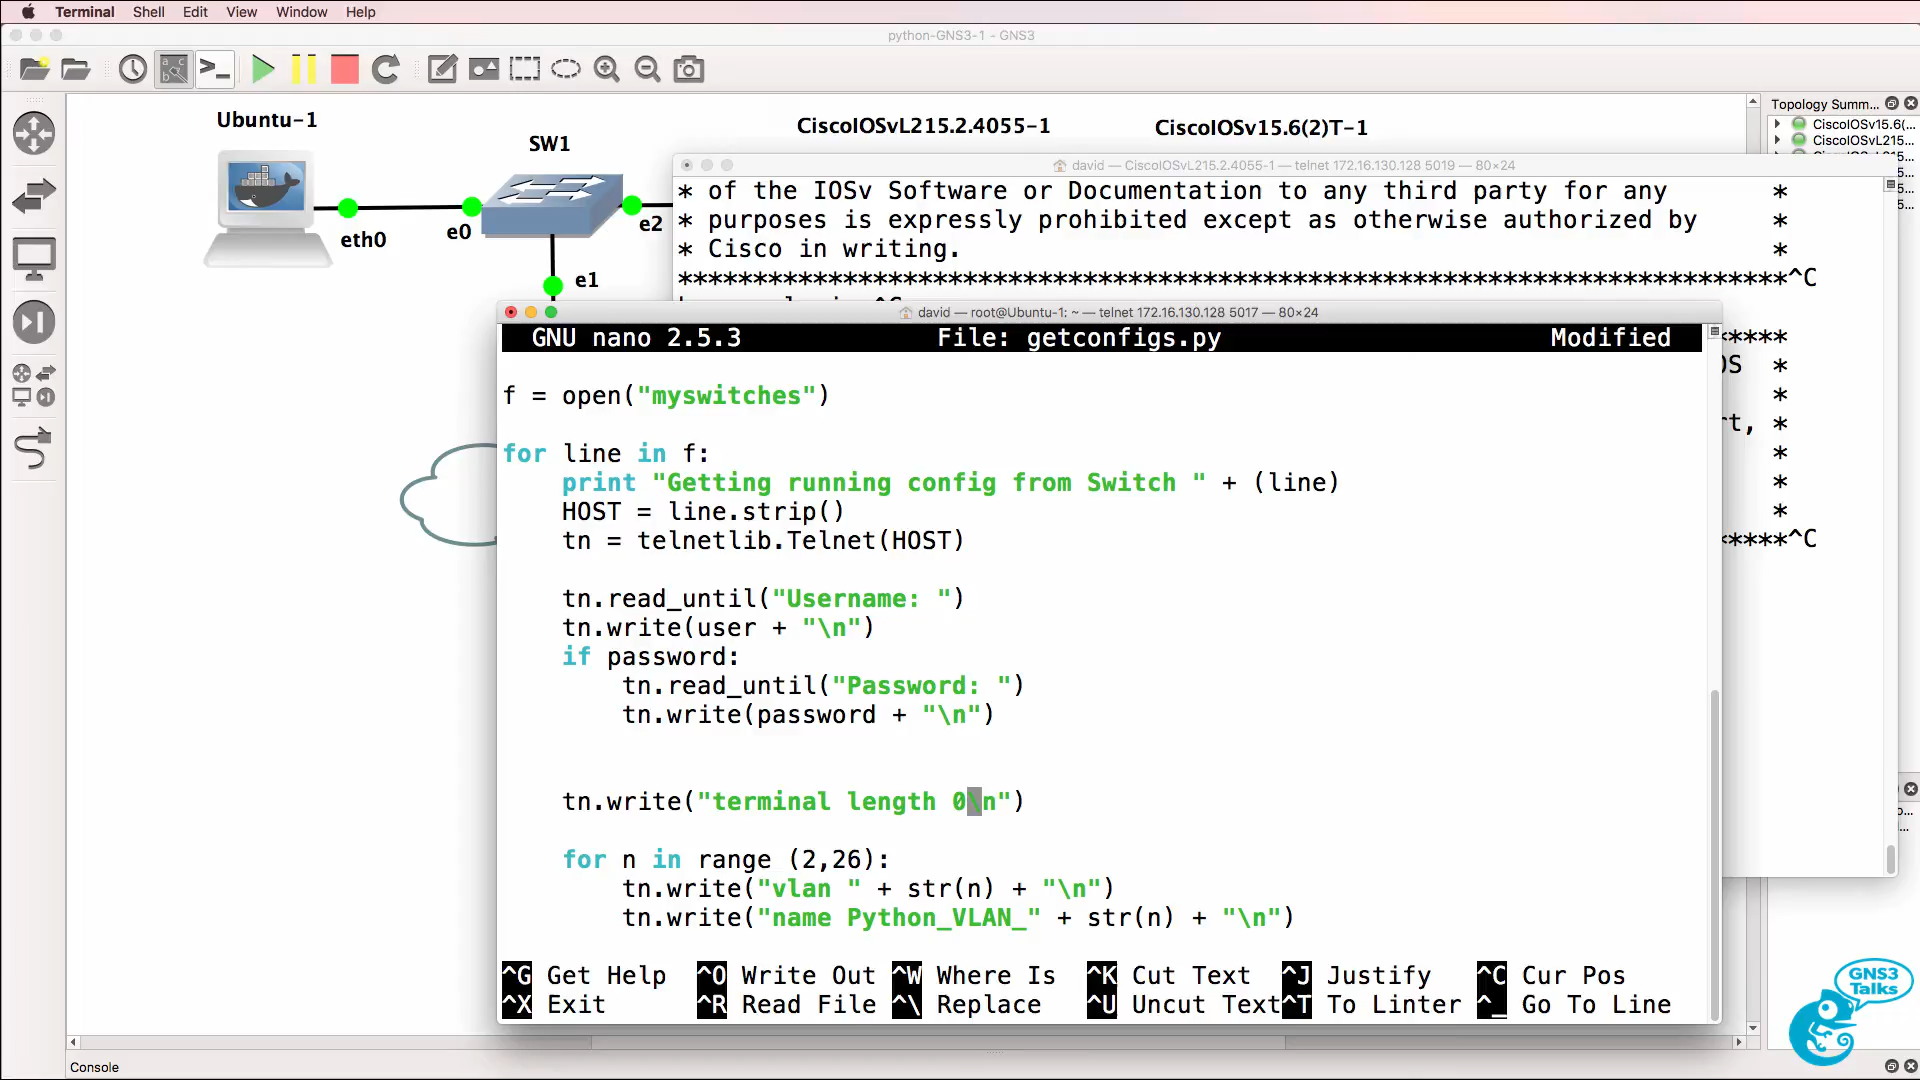 Terminal Shell Edit View Window Help
python-GNS3-1 - GNS3
Ubuntu-1
SW1
CiscoIOSvL215.2.4055-1
CiscoIOSv15.6(2)T-1
eth0
e0
e2
e1
Topology Summ...
CiscoIOSv15.6(...
CiscoIOSvL215...
david — CiscoIOSvL215.2.4055-1 — telnet 172.16.130.128 5019 — 80×24
* of the IOSv Software or Documentation to any third party for any *
* purposes is expressly prohibited except as otherwise authorized by *
* Cisco in writing. *
**************************************************************************^C
david — root@Ubuntu-1: ~ — telnet 172.16.130.128 5017 — 80×24
GNU nano 2.5.3 File: getconfigs.py Modified
f = open("myswitches")
for line in f:
print "Getting running config from Switch " + (line)
HOST = line.strip()
tn = telnetlib.Telnet(HOST)
tn.read_until("Username: ")
tn.write(user + "\n")
if password:
tn.read_until("Password: ")
tn.write(password + "\n")
tn.write("terminal length 0\n")
for n in range (2,26):
tn.write("vlan " + str(n) + "\n")
tn.write("name Python_VLAN_" + str(n) + "\n")
^G Get Help ^O Write Out ^W Where Is ^K Cut Text ^J Justify ^C Cur Pos
^X Exit ^R Read File ^\ Replace ^U Uncut Text ^T To Linter ^_ Go To Line
*****
OS *
*
rt, *
*
*
*
*****^C
GNS3
Talks
Console